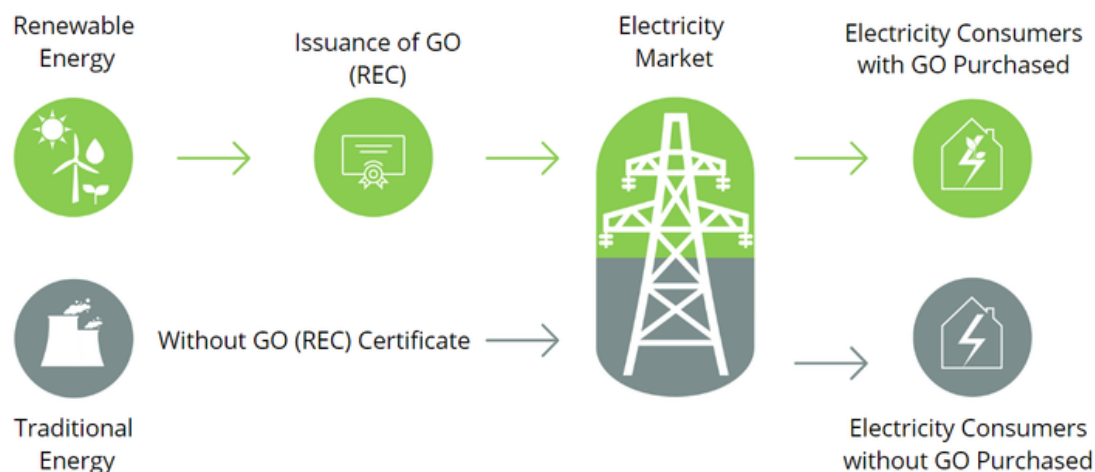 Renewable
Energy
Issuance of GO
(REC)
Electricity
Market
Electricity Consumers
with GO Purchased
Without GO (REC) Certificate
Traditional
Energy
Electricity Consumers
without GO Purchased